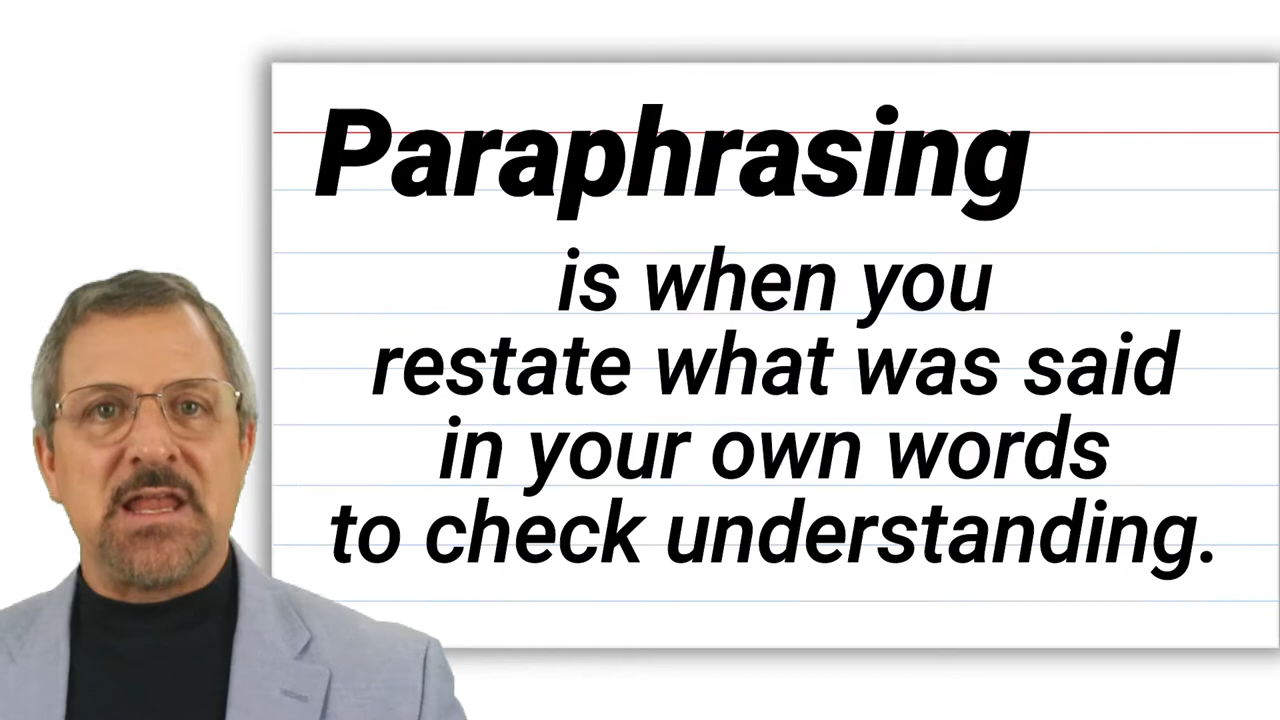 Paraphrasing
is when you
restate what was said
in your own words
to check understanding.